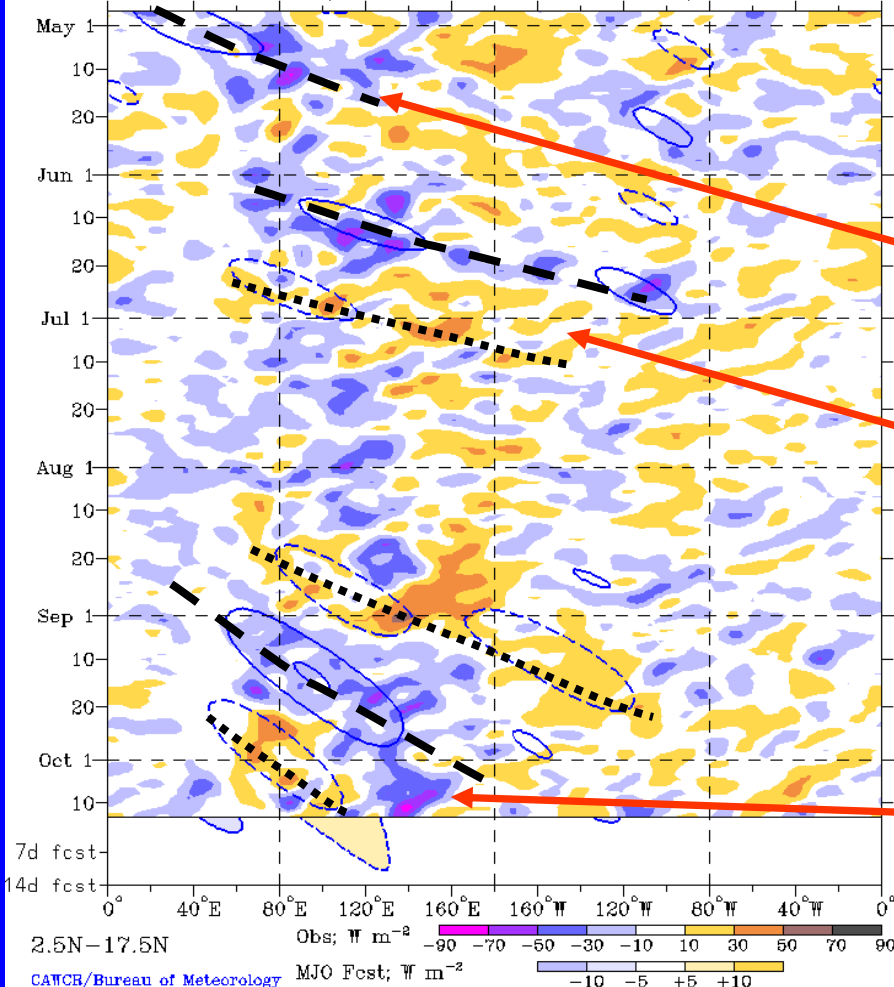 May 1
10
20
Jun 1
10
20
Jul 1
10
20
Aug 1
10
20
Sep 1
10
20
Oct 1
10
7d fcst
14d fcst
0° 40°E 80°E 120°E 160°E 160°W 120°W 80°W 40°W 0°
2.5N-17.5N
Obs; W m⁻²
-90 -70 -50 -30 -10 10 30 50 70 90
CAWCR/Bureau of Meteorology
MJO Fcst; W m⁻²
-10 -5 +5 +10